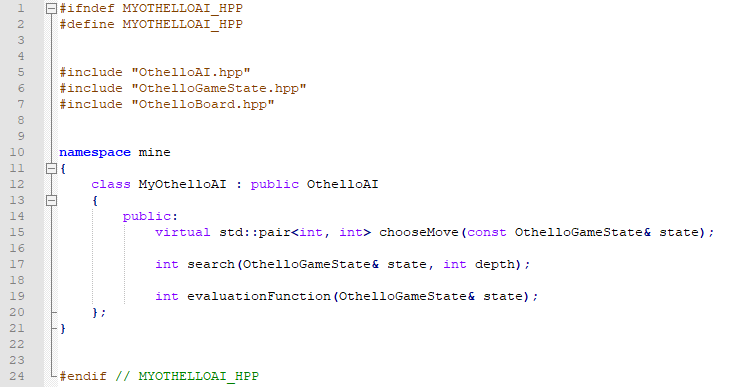 1 #ifndef MYOTHELLOAI_HPP
2 #define MYOTHELLOAI_HPP
3
4
5 #include "OthelloAI.hpp"
6 #include "OthelloGameState.hpp"
7 #include "OthelloBoard.hpp"
8
9
10 namespace mine
11 {
12     class MyOthelloAI : public OthelloAI
13     {
14         public:
15             virtual std::pair<int, int> chooseMove(const OthelloGameState& state);
16
17             int search(OthelloGameState& state, int depth);
18
19             int evaluationFunction(OthelloGameState& state);
20     };
21 }
22
23
24 #endif // MYOTHELLOAI_HPP